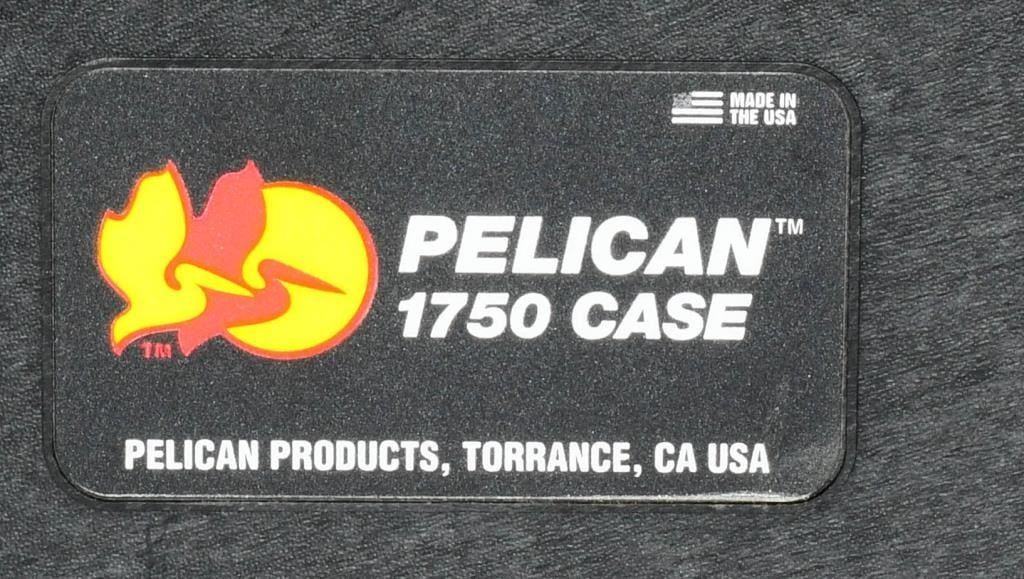 MADE IN
THE USA
PELICAN™
1750 CASE
TM
PELICAN PRODUCTS, TORRANCE, CA USA